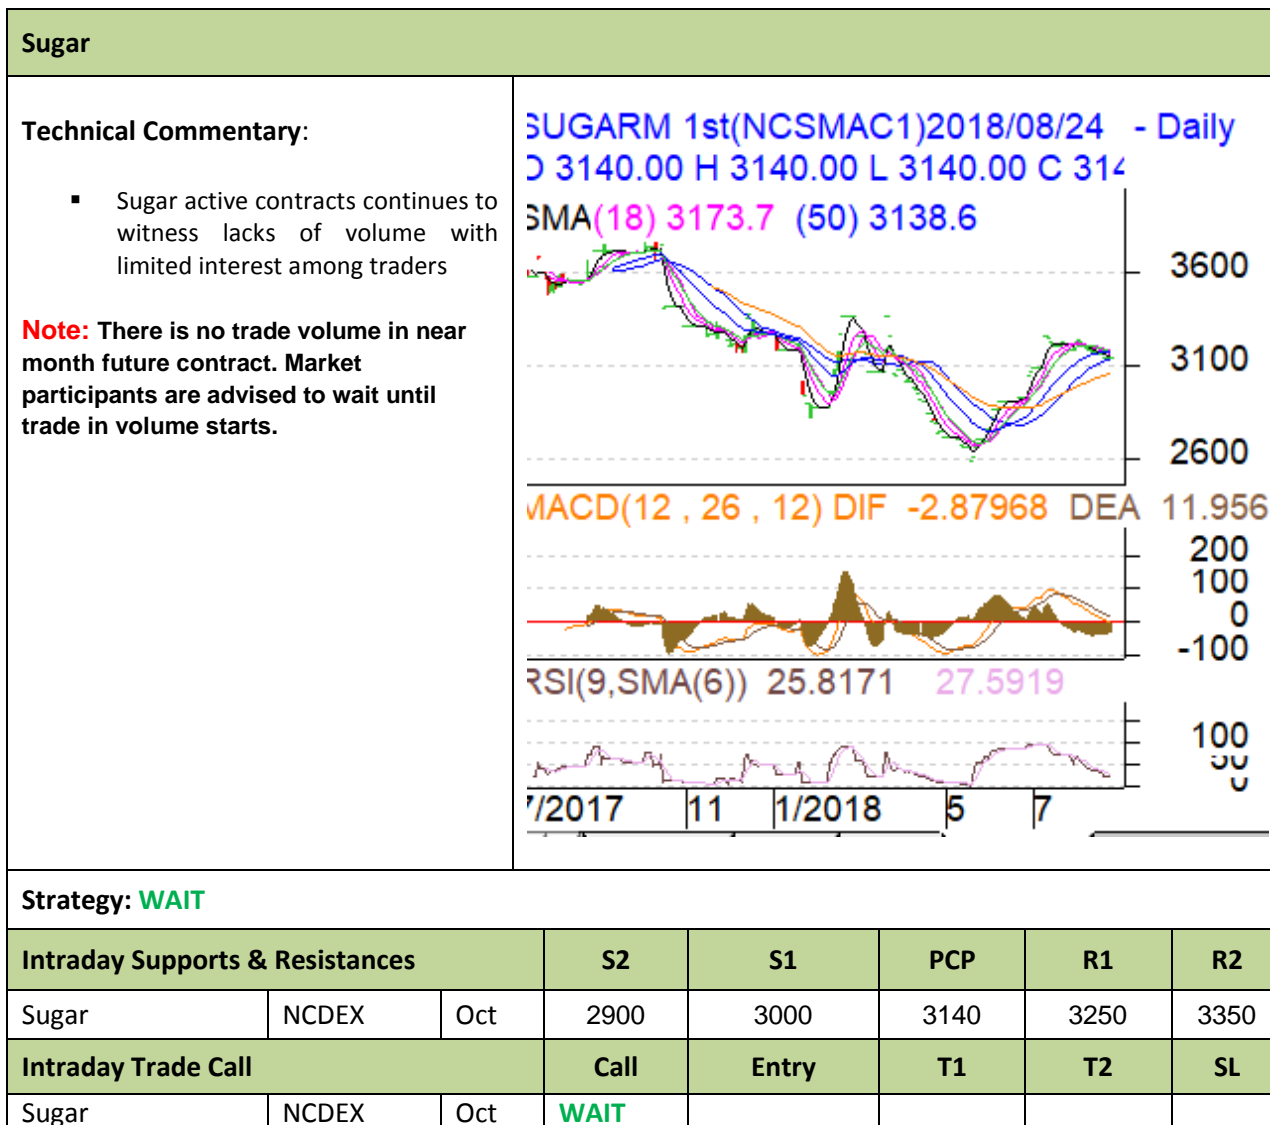 Sugar
Technical Commentary:
▪ Sugar active contracts continues to
witness lacks of volume with
limited interest among traders
Note: There is no trade volume in near
month future contract. Market
participants are advised to wait until
trade in volume starts.
SUGARM 1st(NCSMAC1)2018/08/24 - Daily
O 3140.00 H 3140.00 L 3140.00 C 314
SMA(18) 3173.7 (50) 3138.6
3600
3100
2600
MACD(12 , 26 , 12) DIF -2.87968 DEA 11.956
200
100
0
-100
RSI(9,SMA(6)) 25.8171 27.5919
100
50
0
7/2017 11 1/2018 5 7
Strategy: WAIT
Intraday Supports & Resistances S2 S1 PCP R1 R2
Sugar NCDEX Oct 2900 3000 3140 3250 3350
Intraday Trade Call Call Entry T1 T2 SL
Sugar NCDEX Oct WAIT